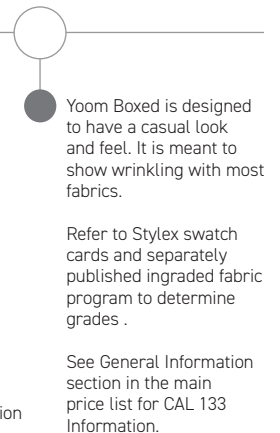 Yoom Boxed is designed
to have a casual look
and feel. It is meant to
show wrinkling with most
fabrics.
Refer to Stylex swatch
cards and separately
published ingraded fabric
program to determine
grades .
See General Information
section in the main
price list for CAL 133
Information.